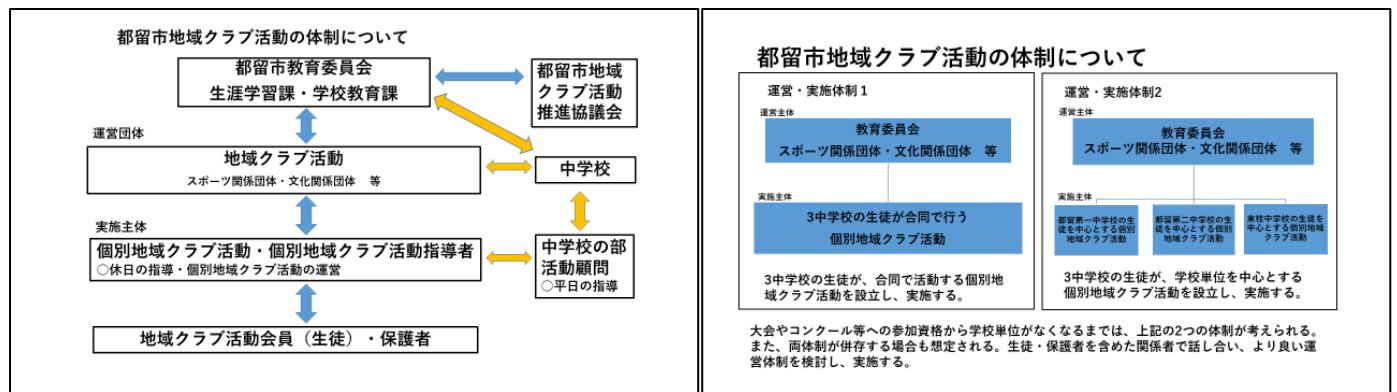 都留市地域クラブ活動の体制について
都留市教育委員会
生涯学習課・学校教育課
都留市地域
クラブ活動
推進協議会
運営団体
地域クラブ活動
スポーツ関係団体・文化関係団体　等
中学校
実施主体
個別地域クラブ活動・個別地域クラブ活動指導者
○休日の指導・個別地域クラブ活動の運営
中学校の部
活動顧問
○平日の指導
地域クラブ活動会員（生徒）・保護者
都留市地域クラブ活動の体制について
運営・実施体制１
運営主体
教育委員会
スポーツ関係団体・文化関係団体　等
実施主体
3中学校の生徒が合同で行う
個別地域クラブ活動
3中学校の生徒が、合同で活動する個別地
域クラブ活動を設立し、実施する。
運営・実施体制2
運営主体
教育委員会
スポーツ関係団体・文化関係団体　等
実施主体
都留第一中学校の生
徒を中心とする個別
地域クラブ活動
都留第二中学校の生
徒を中心とする個別
地域クラブ活動
東桂中学校の生徒を
中心とする個別地域
クラブ活動
3中学校の生徒が、学校単位を中心とする
個別地域クラブ活動を設立し、実施する。
大会やコンクール等への参加資格から学校単位がなくなるまでは、上記の2つの体制が考えられる。
また、両体制が併存する場合も想定される。生徒・保護者を含めた関係者で話し合い、より良い運
営体制を検討し、実施する。